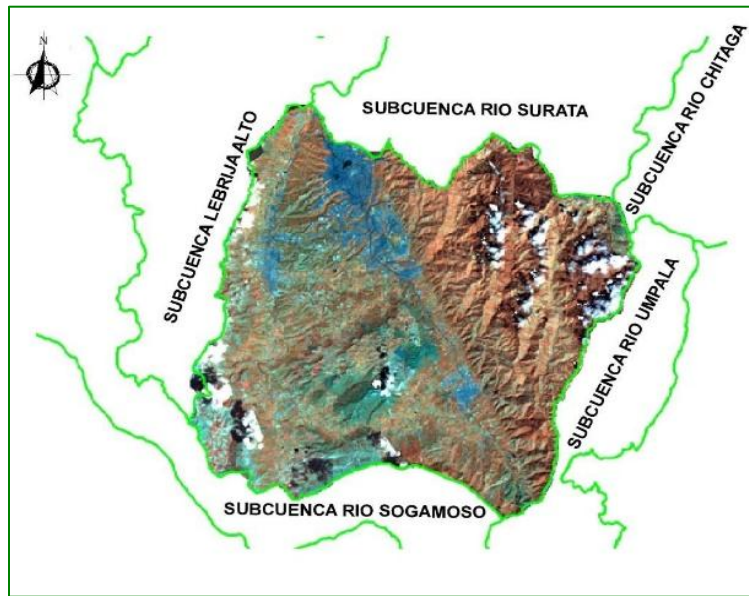 N
SUBCUENCA RIO SURATA
SUBCUENCA RIO CHITAGA
SUBCUENCA LEBRIJA ALTO
SUBCUENCA RIO UMPALA
SUBCUENCA RIO SOGAMOSO